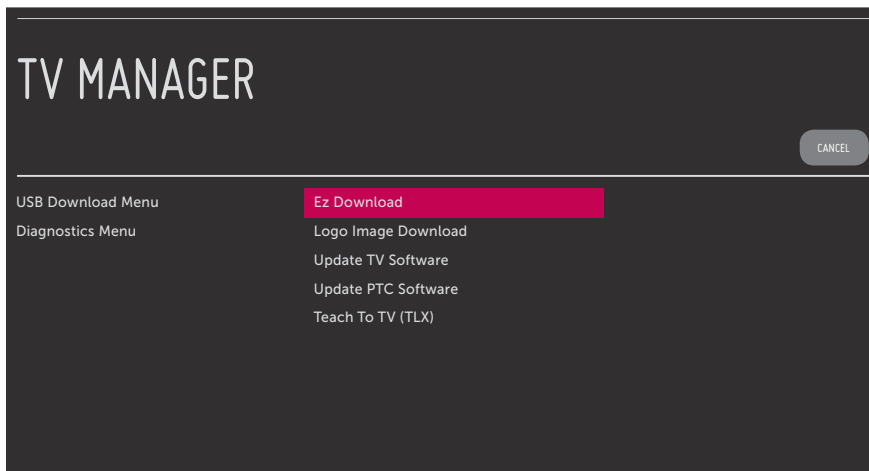 TV MANAGER
CANCEL
USB Download Menu
Diagnostics Menu
Ez Download
Logo Image Download
Update TV Software
Update PTC Software
Teach To TV (TLX)